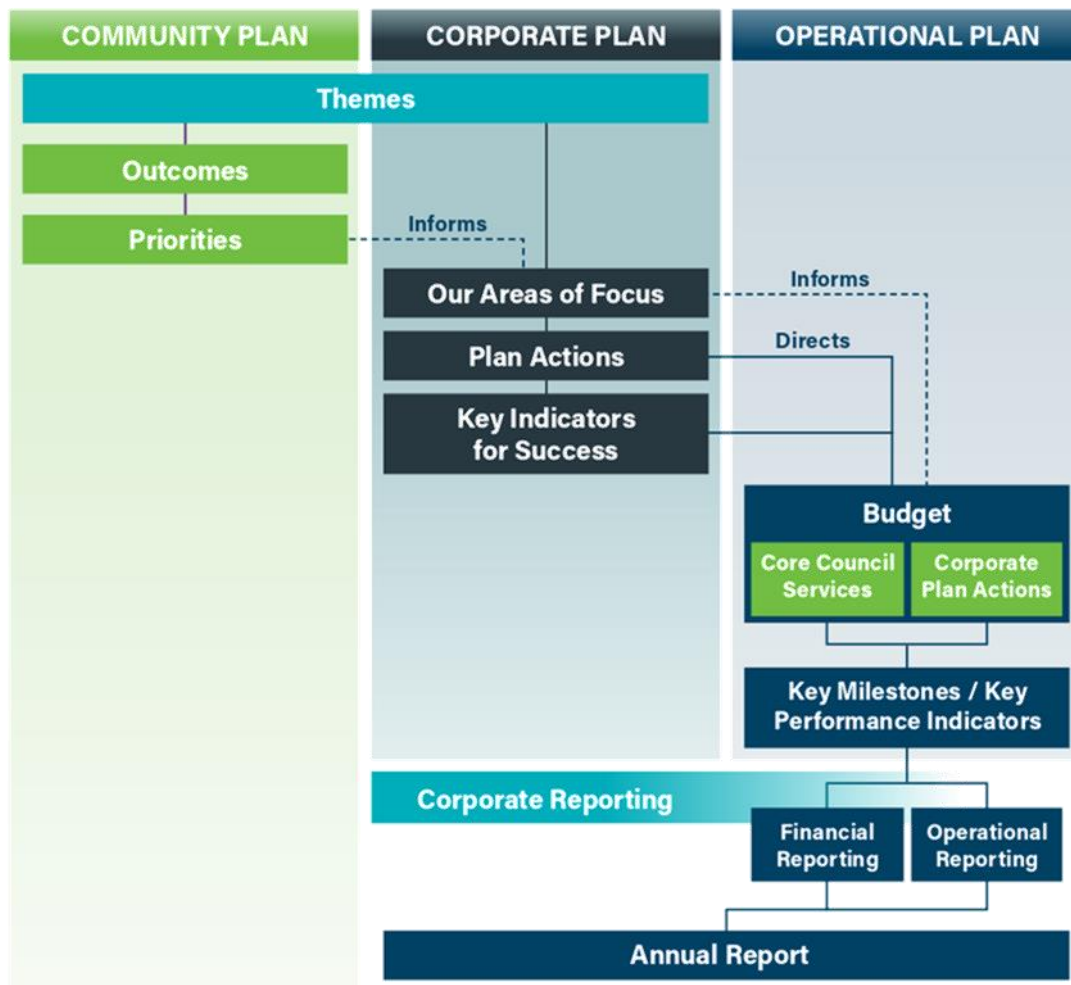 COMMUNITY PLAN
CORPORATE PLAN
OPERATIONAL PLAN
Themes
Outcomes
Priorities
Informs
Our Areas of Focus
Informs
Plan Actions
Directs
Key Indicators
for Success
Budget
Core Council
Services
Corporate
Plan Actions
Key Milestones / Key
Performance Indicators
Corporate Reporting
Financial
Reporting
Operational
Reporting
Annual Report